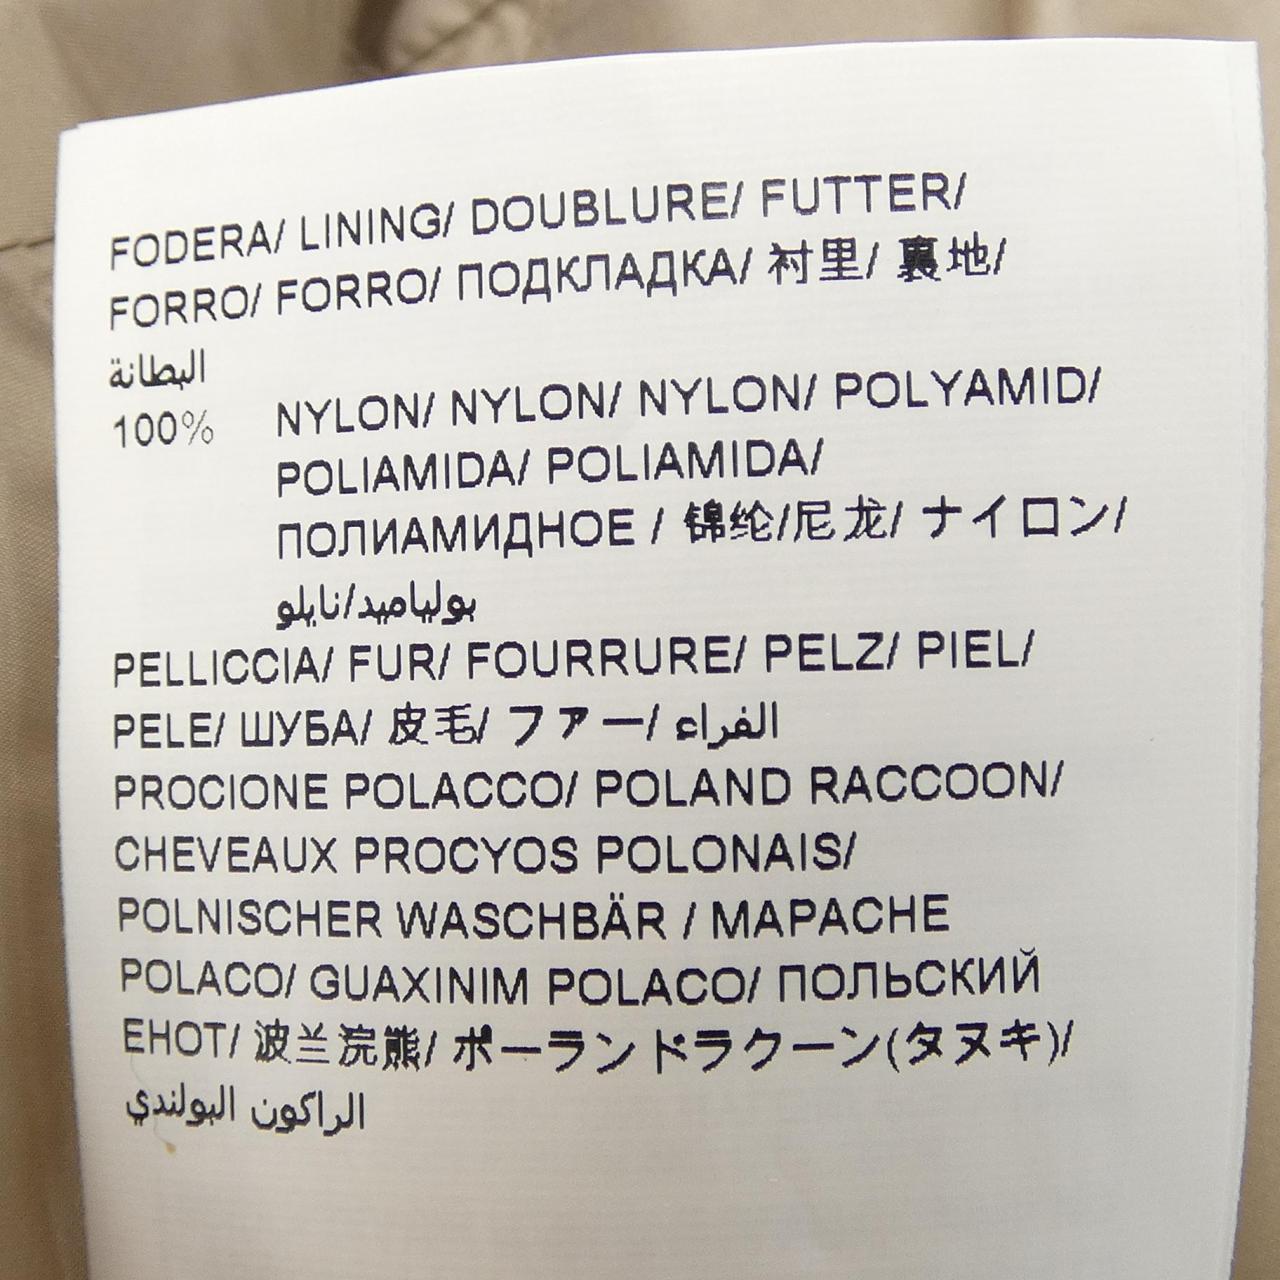 FODERA/ LINING/ DOUBLURE/ FUTTER/
FORRO/ FORRO/ ПОДКЛАДКА/ 衬里/ 裏地/
البطانة
100% NYLON/ NYLON/ NYLON/ POLYAMID/
POLIAMIDA/ POLIAMIDA/
ПОЛИАМИДНОЕ / 锦纶/尼龙/ ナイロン/
بولياميد/نايلو
PELLICCIA/ FUR/ FOURRURE/ PELZ/ PIEL/
PELE/ ШУБА/ 皮毛/ ファー/ الفراء
PROCIONE POLACCO/ POLAND RACCOON/
CHEVEAUX PROCYOS POLONAIS/
POLNISCHER WASCHBÄR / MAPACHE
POLACO/ GUAXINIM POLACO/ ПОЛЬСКИЙ
ЕНОТ/ 波兰浣熊/ ポーランドラクーン(タヌキ)/
الراكون البولندي